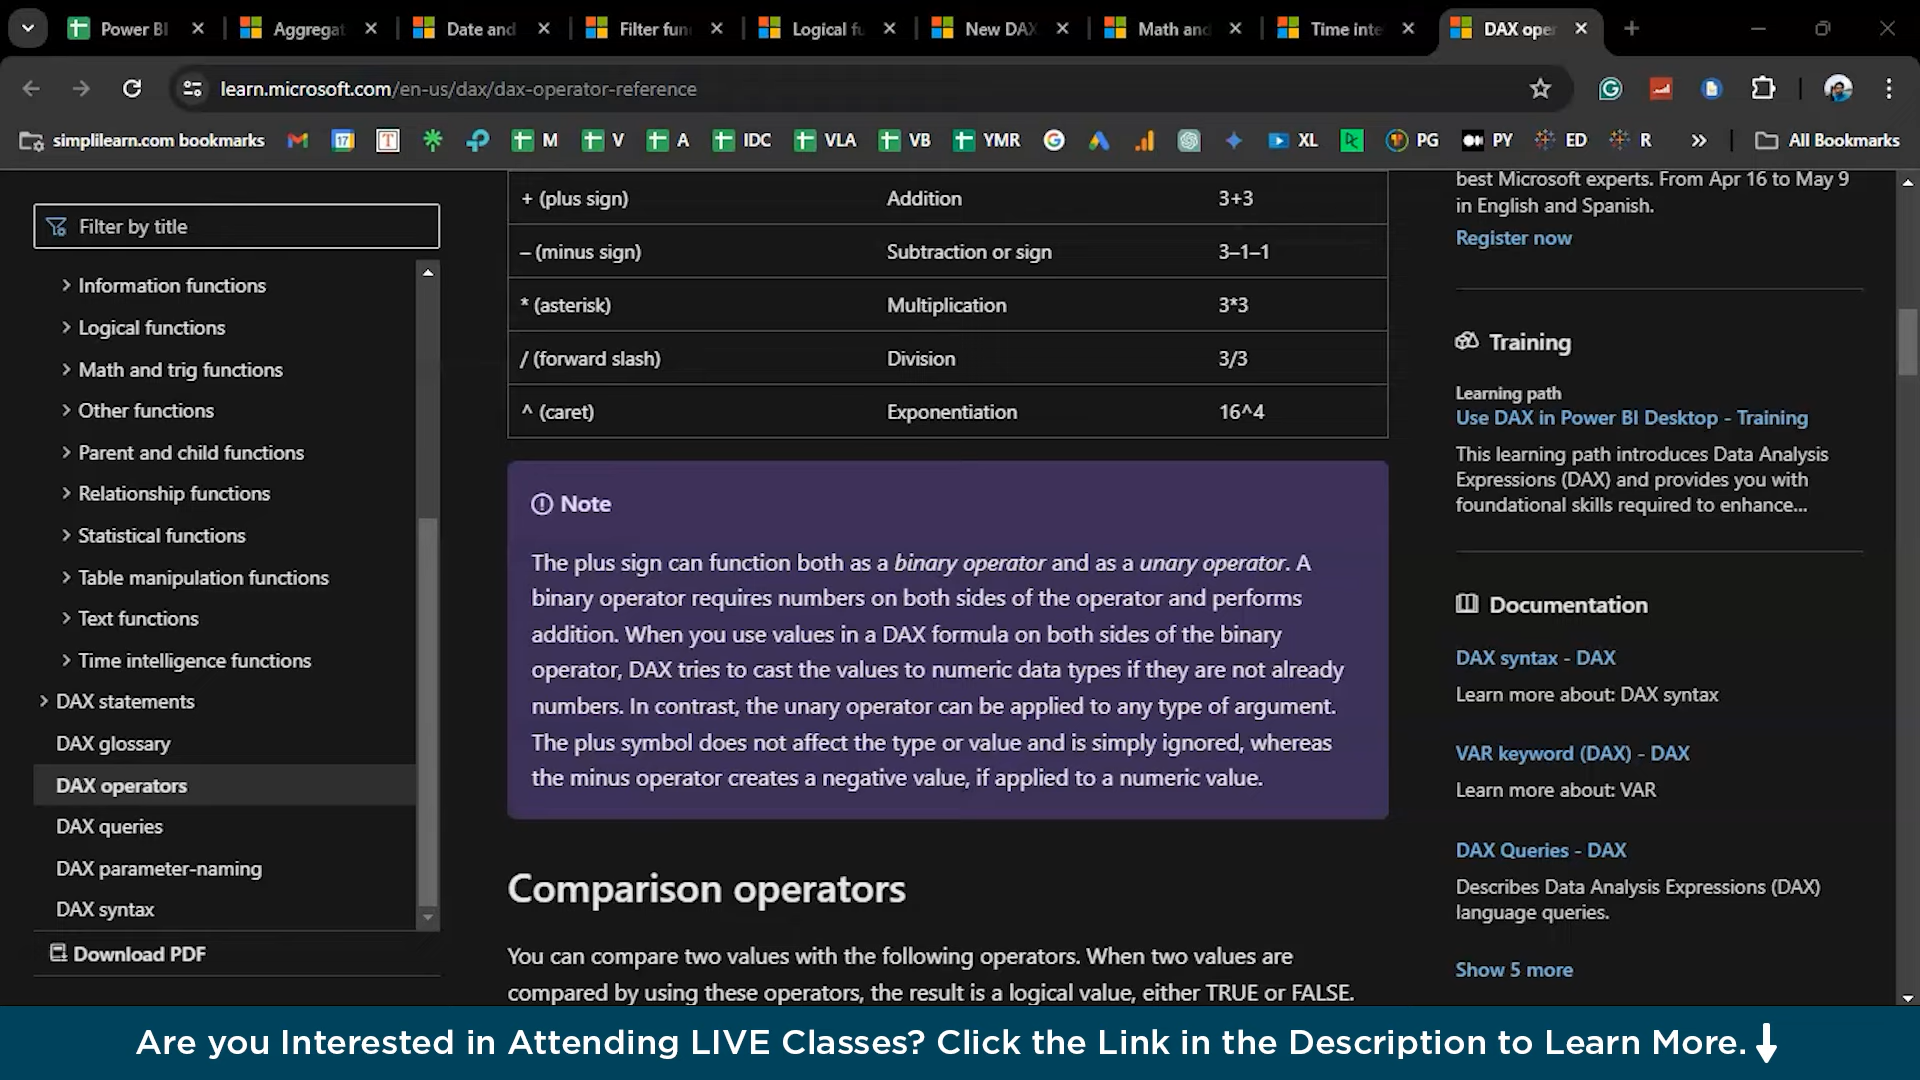 Power BI
Aggregat
Date and
Filter fun
Logical fu
New DAX
Math and
Time inte
DAX oper
learn.microsoft.com/en-us/dax/dax-operator-reference
simplilearn.com bookmarks
M
V
A
IDC
VLA
VB
YMR
XL
PG
PY
ED
R
All Bookmarks
Filter by title
Information functions
Logical functions
Math and trig functions
Other functions
Parent and child functions
Relationship functions
Statistical functions
Table manipulation functions
Text functions
Time intelligence functions
DAX statements
DAX glossary
DAX operators
DAX queries
DAX parameter-naming
DAX syntax
Download PDF
+ (plus sign) Addition 3+3
– (minus sign) Subtraction or sign 3–1–1
* (asterisk) Multiplication 3*3
/ (forward slash) Division 3/3
^ (caret) Exponentiation 16^4
Note
The plus sign can function both as a binary operator and as a unary operator. A
binary operator requires numbers on both sides of the operator and performs
addition. When you use values in a DAX formula on both sides of the binary
operator, DAX tries to cast the values to numeric data types if they are not already
numbers. In contrast, the unary operator can be applied to any type of argument.
The plus symbol does not affect the type or value and is simply ignored, whereas
the minus operator creates a negative value, if applied to a numeric value.
Comparison operators
You can compare two values with the following operators. When two values are
compared by using these operators, the result is a logical value, either TRUE or FALSE.
best Microsoft experts. From Apr 16 to May 9
in English and Spanish.
Register now
Training
Learning path
Use DAX in Power BI Desktop - Training
This learning path introduces Data Analysis
Expressions (DAX) and provides you with
foundational skills required to enhance...
Documentation
DAX syntax - DAX
Learn more about: DAX syntax
VAR keyword (DAX) - DAX
Learn more about: VAR
DAX Queries - DAX
Describes Data Analysis Expressions (DAX)
language queries.
Show 5 more
Are you Interested in Attending LIVE Classes? Click the Link in the Description to Learn More.